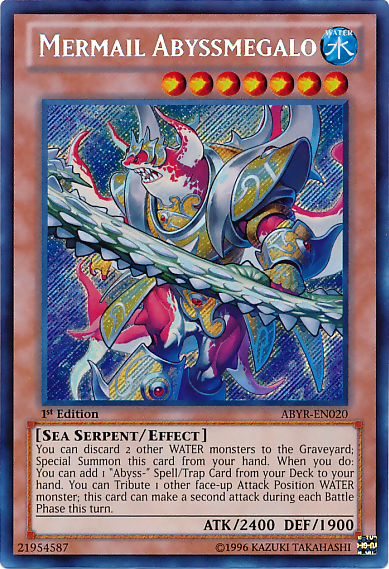 MERMAIL ABYSSMEGALO
WATER
水
1st Edition
ABYR-EN020
[SEA SERPENT/EFFECT]
You can discard 2 other WATER monsters to the Graveyard;
Special Summon this card from your hand. When you do:
You can add 1 "Abyss-" Spell/Trap Card from your Deck to your
hand. You can Tribute 1 other face-up Attack Position WATER
monster; this card can make a second attack during each Battle
Phase this turn.
ATK/2400 DEF/1900
21954587
©1996 KAZUKI TAKAHASHI